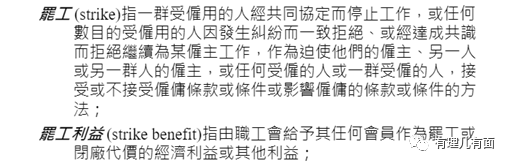 罷工(strike)指一群受僱用的人經共同協定而停止工作，或任何
數目的受僱用的人因發生糾紛而一致拒絕、或經達成共識
而拒絕繼續為某僱主工作，作為迫使他們的僱主、另一人
或另一群人的僱主，或任何受僱的人或一群受僱的人，接
受或不接受僱傭條款或條件或影響僱傭的條款或條件的方
法；
罷工利益(strike benefit)指由職工會給予其任何會員作為罷工或
閉廠代價的經濟利益或其他利益；
有理儿有面